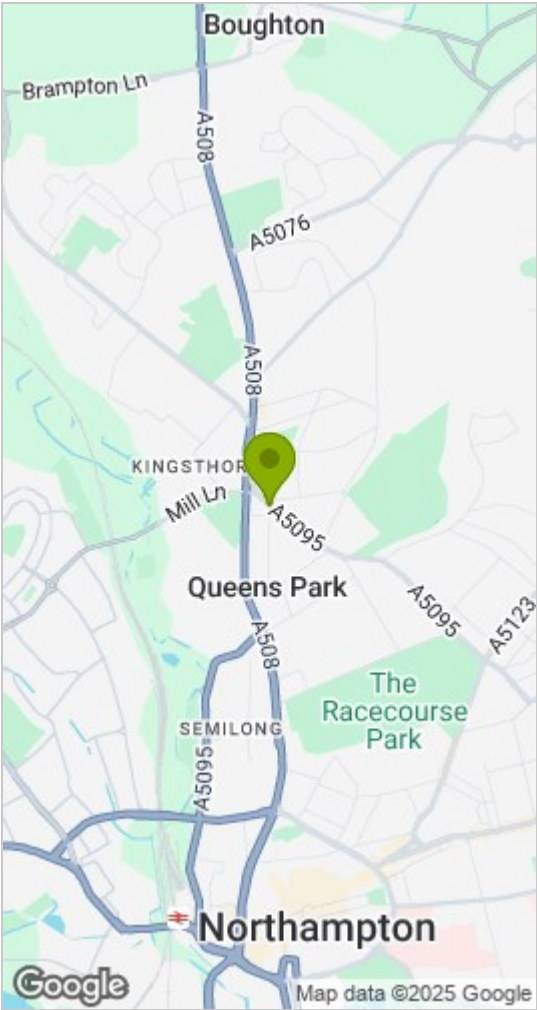 Boughton
Brampton Ln
A508
A5076
A508
KINGSTHOR
Mill Ln
A5095
Queens Park
A5095
A5123
A508
The
Racecourse
Park
SEMILONG
A5095
Northampton
Google
Map data ©2025 Google